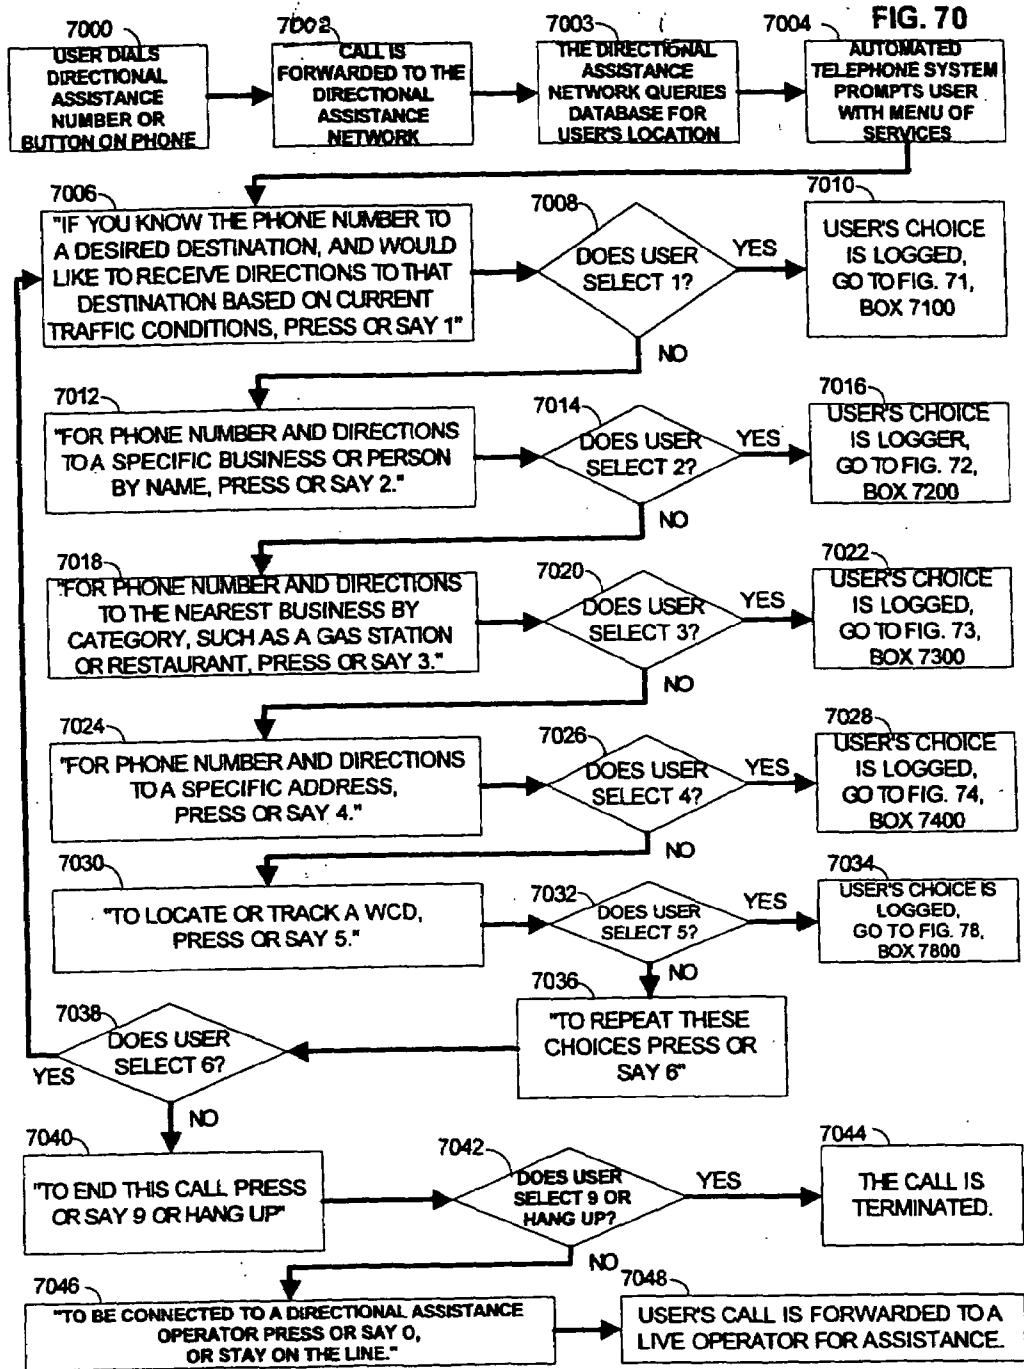 FIG. 70
7000
USER DIALS
DIRECTIONAL
ASSISTANCE
NUMBER OR
BUTTON ON PHONE
7002
CALL IS
FORWARDED TO THE
DIRECTIONAL
ASSISTANCE
NETWORK
7003
THE DIRECTIONAL
ASSISTANCE
NETWORK QUERIES
DATABASE FOR
USER'S LOCATION
7004
AUTOMATED
TELEPHONE SYSTEM
PROMPTS USER
WITH MENU OF
SERVICES
7006
"IF YOU KNOW THE PHONE NUMBER TO
A DESIRED DESTINATION, AND WOULD
LIKE TO RECEIVE DIRECTIONS TO THAT
DESTINATION BASED ON CURRENT
TRAFFIC CONDITIONS, PRESS OR SAY 1"
7008
DOES USER
SELECT 1?
YES
NO
7010
USER'S CHOICE
IS LOGGED,
GO TO FIG. 71,
BOX 7100
7012
"FOR PHONE NUMBER AND DIRECTIONS
TO A SPECIFIC BUSINESS OR PERSON
BY NAME, PRESS OR SAY 2."
7014
DOES USER
SELECT 2?
YES
NO
7016
USER'S CHOICE
IS LOGGER,
GO TO FIG. 72,
BOX 7200
7018
"FOR PHONE NUMBER AND DIRECTIONS
TO THE NEAREST BUSINESS BY
CATEGORY, SUCH AS A GAS STATION
OR RESTAURANT, PRESS OR SAY 3."
7020
DOES USER
SELECT 3?
YES
NO
7022
USER'S CHOICE
IS LOGGED,
GO TO FIG. 73,
BOX 7300
7024
"FOR PHONE NUMBER AND DIRECTIONS
TO A SPECIFIC ADDRESS,
PRESS OR SAY 4."
7026
DOES USER
SELECT 4?
YES
NO
7028
USER'S CHOICE
IS LOGGED,
GO TO FIG. 74,
BOX 7400
7030
"TO LOCATE OR TRACK A WCD,
PRESS OR SAY 5."
7032
DOES USER
SELECT 5?
YES
NO
7034
USER'S CHOICE IS
LOGGED,
GO TO FIG. 78,
BOX 7800
7036
"TO REPEAT THESE
CHOICES PRESS OR
SAY 6"
7038
DOES USER
SELECT 6?
YES
NO
7040
"TO END THIS CALL PRESS
OR SAY 9 OR HANG UP"
7042
DOES USER
SELECT 9 OR
HANG UP?
YES
NO
7044
THE CALL IS
TERMINATED.
7046
"TO BE CONNECTED TO A DIRECTIONAL ASSISTANCE
OPERATOR PRESS OR SAY 0,
OR STAY ON THE LINE."
7048
USER'S CALL IS FORWARDED TO A
LIVE OPERATOR FOR ASSISTANCE.